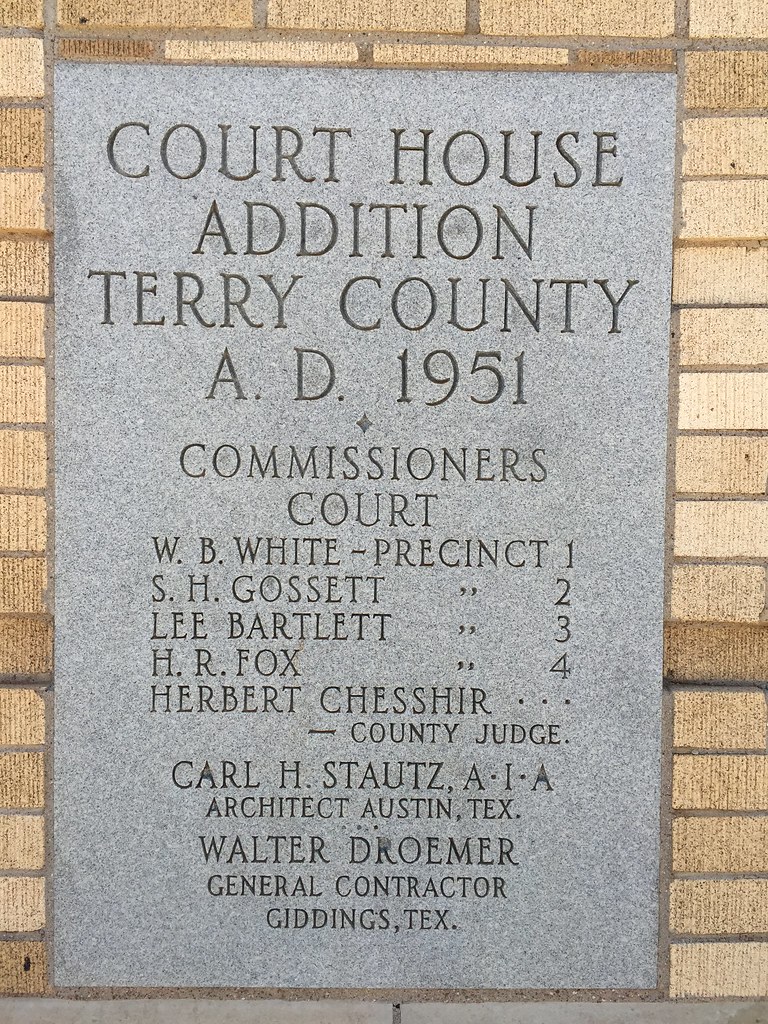 COURT HOUSE
ADDITION
TERRY COUNTY
A. D. 1951
COMMISSIONERS
COURT
W. B. WHITE - PRECINCT 1
S. H. GOSSETT " 2
LEE BARTLETT " 3
H. R. FOX " 4
HERBERT CHESSHIR · · ·
— COUNTY JUDGE.
CARL H. STAUTZ, A·I·A
ARCHITECT AUSTIN, TEX.
WALTER DROEMER
GENERAL CONTRACTOR
GIDDINGS, TEX.